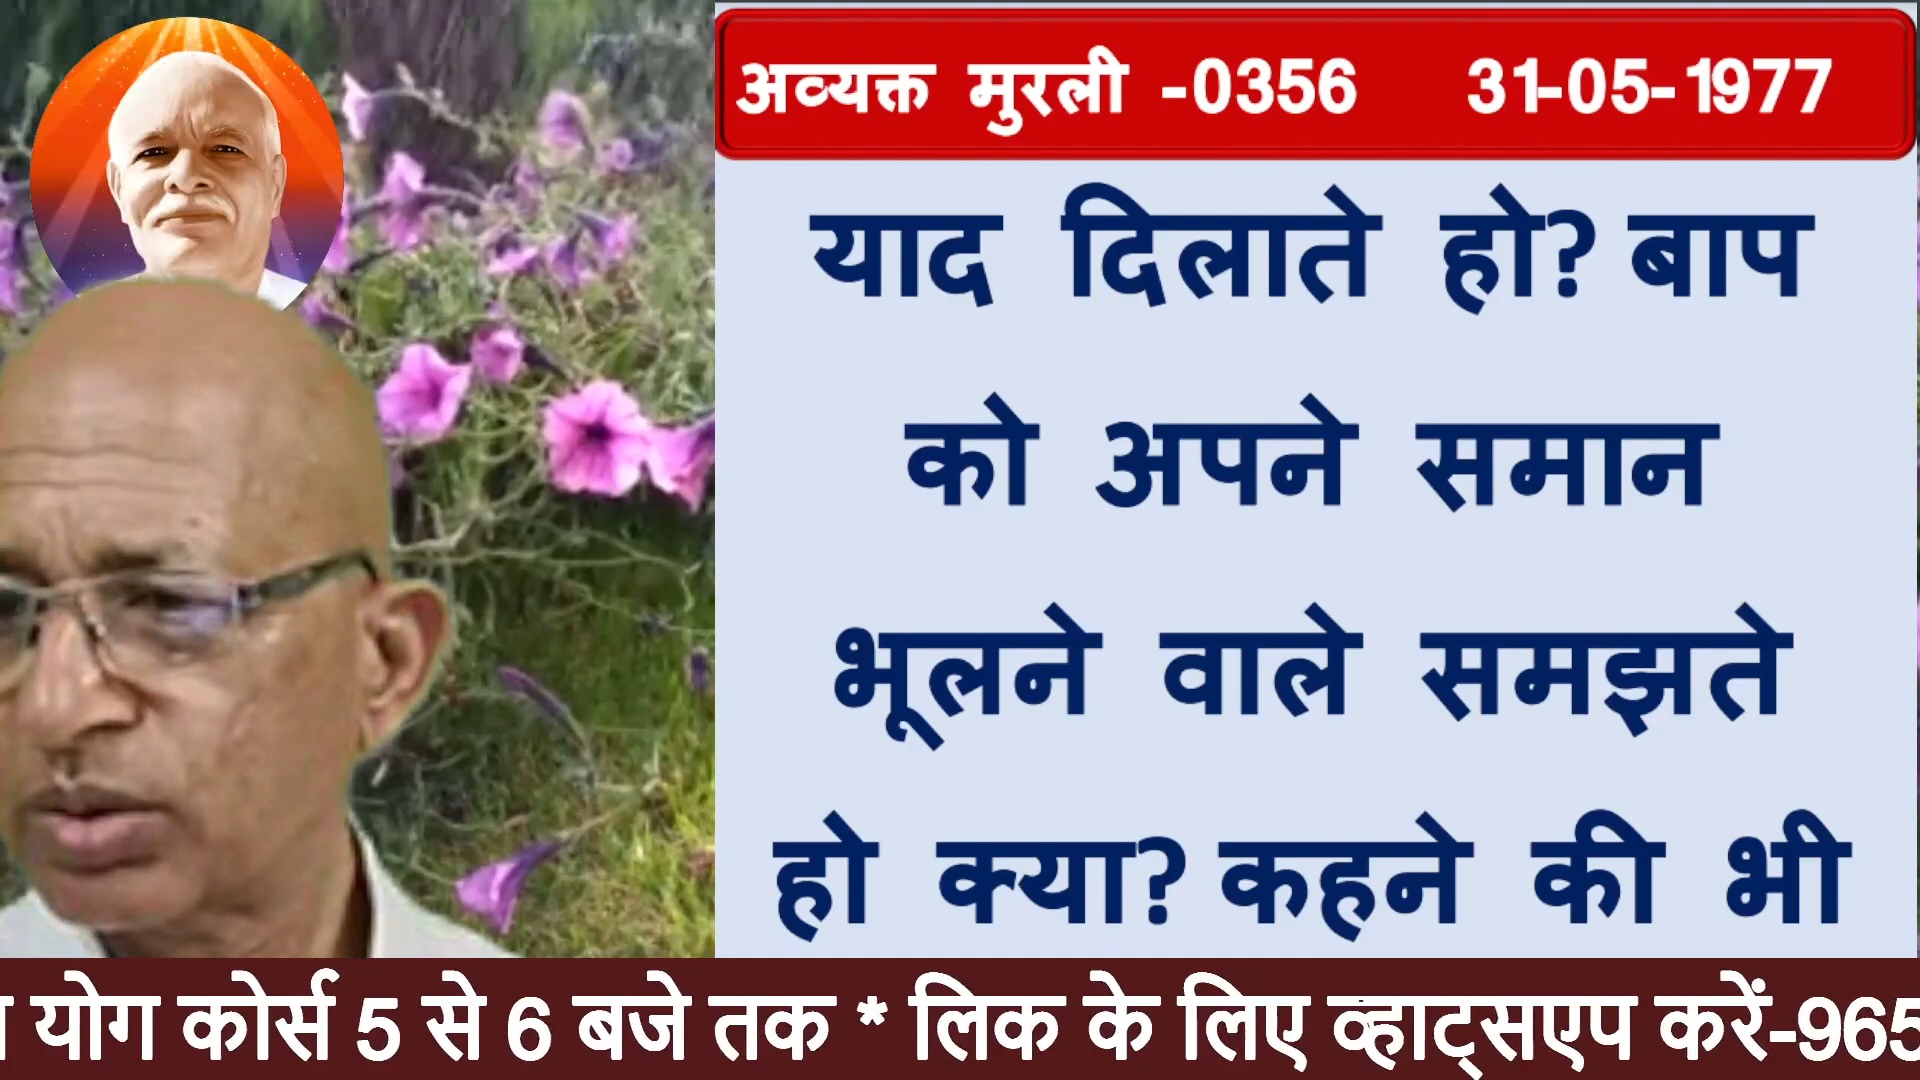 अव्यक्त मुरली -0356 31-05-1977
याद दिलाते हो? बाप
को अपने समान
भूलने वाले समझते
हो क्या? कहने की भी
योग कोर्स 5 से 6 बजे तक * लिंक के लिए व्हाट्सएप करें-965